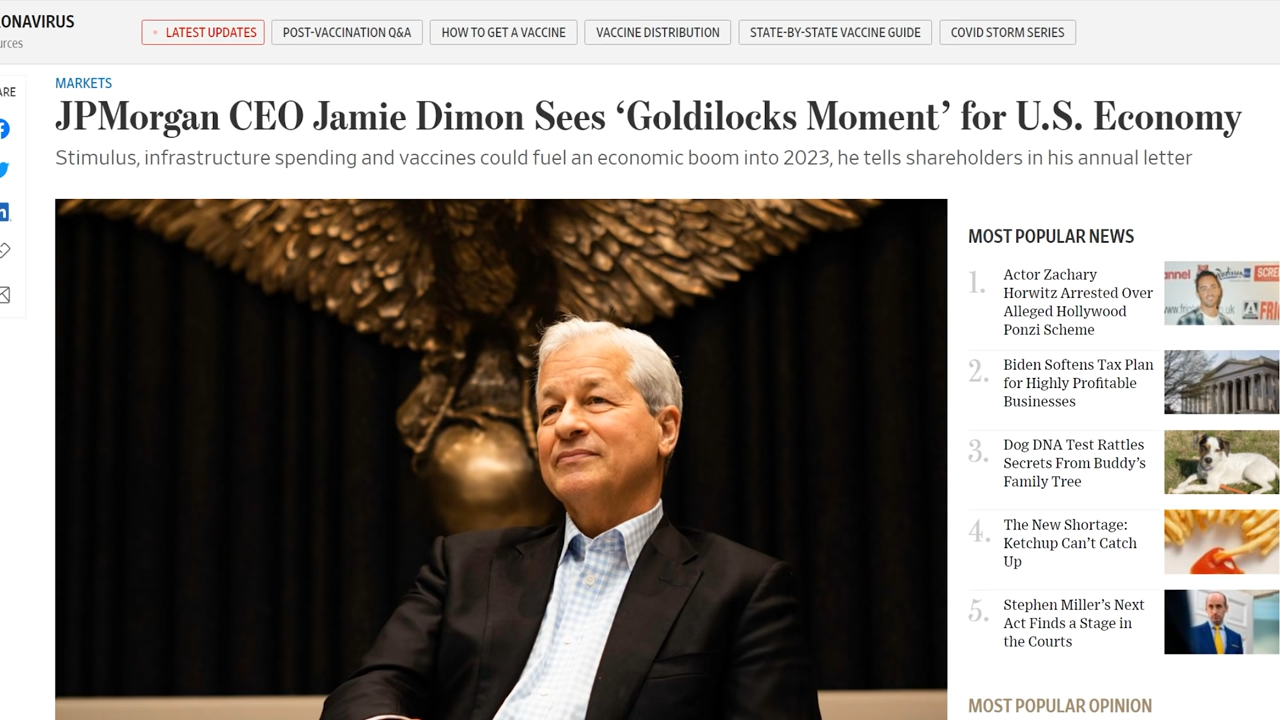 ONAVIRUS
urces
LATEST UPDATES
POST-VACCINATION Q&A
HOW TO GET A VACCINE
VACCINE DISTRIBUTION
STATE-BY-STATE VACCINE GUIDE
COVID STORM SERIES
ARE
MARKETS
JPMorgan CEO Jamie Dimon Sees ‘Goldilocks Moment’ for U.S. Economy
Stimulus, infrastructure spending and vaccines could fuel an economic boom into 2023, he tells shareholders in his annual letter
MOST POPULAR NEWS
1.
Actor Zachary
Horwitz Arrested Over
Alleged Hollywood
Ponzi Scheme
2.
Biden Softens Tax Plan
for Highly Profitable
Businesses
3.
Dog DNA Test Rattles
Secrets From Buddy’s
Family Tree
4.
The New Shortage:
Ketchup Can’t Catch
Up
5.
Stephen Miller’s Next
Act Finds a Stage in
the Courts
MOST POPULAR OPINION